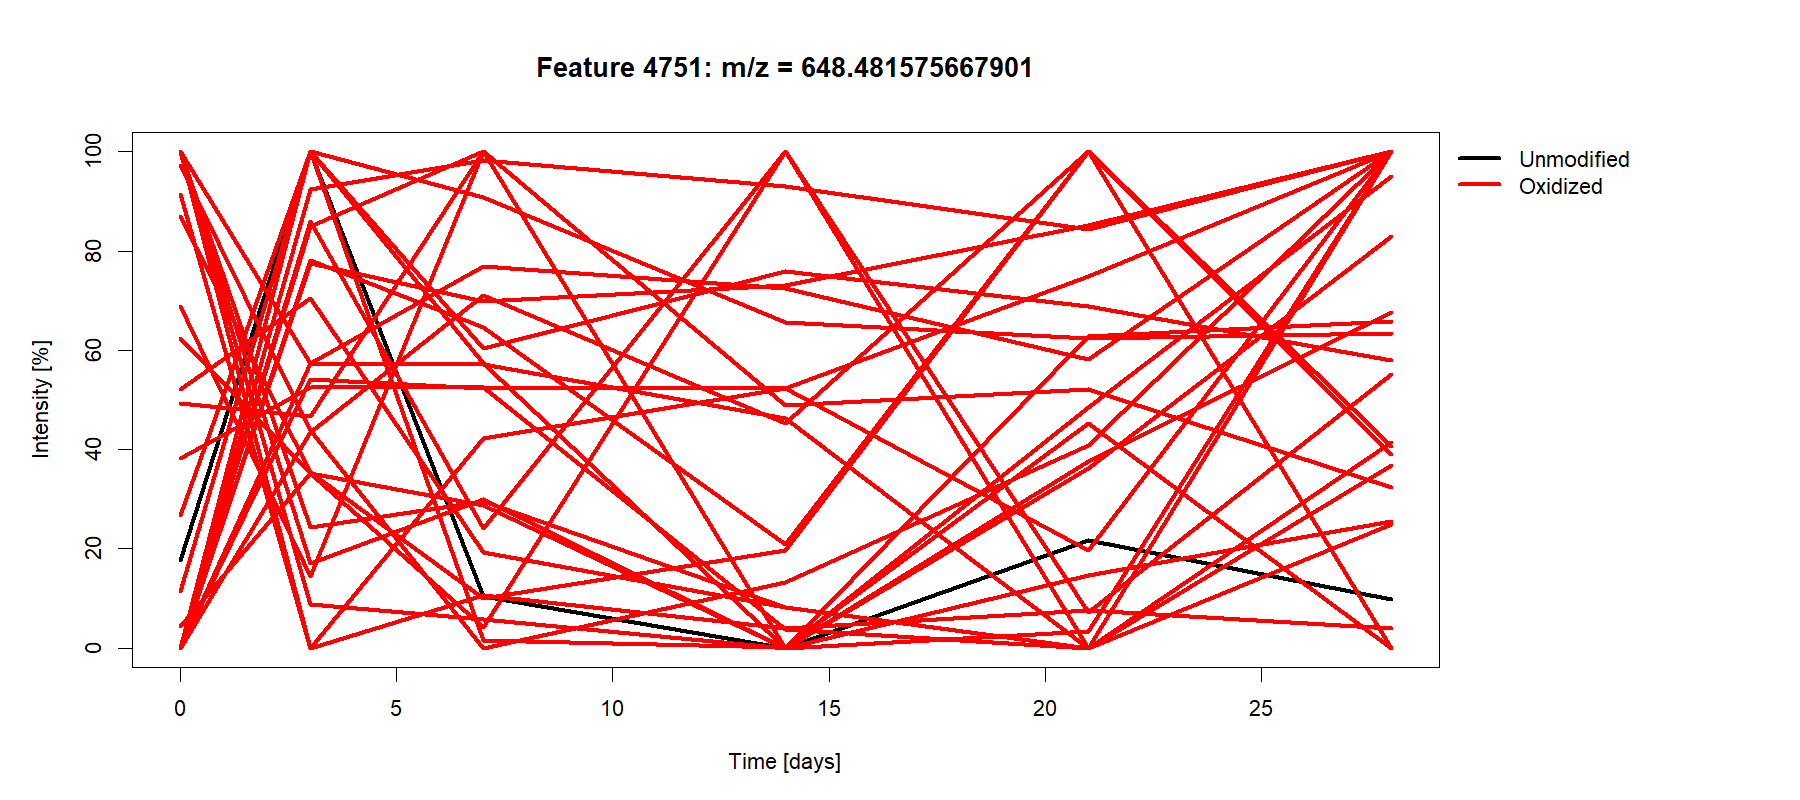 Feature 4751: m/z = 648.481575667901
Unmodified
Oxidized
Intensity [%]
100
80
60
40
20
0
0 5 10 15 20 25
Time [days]